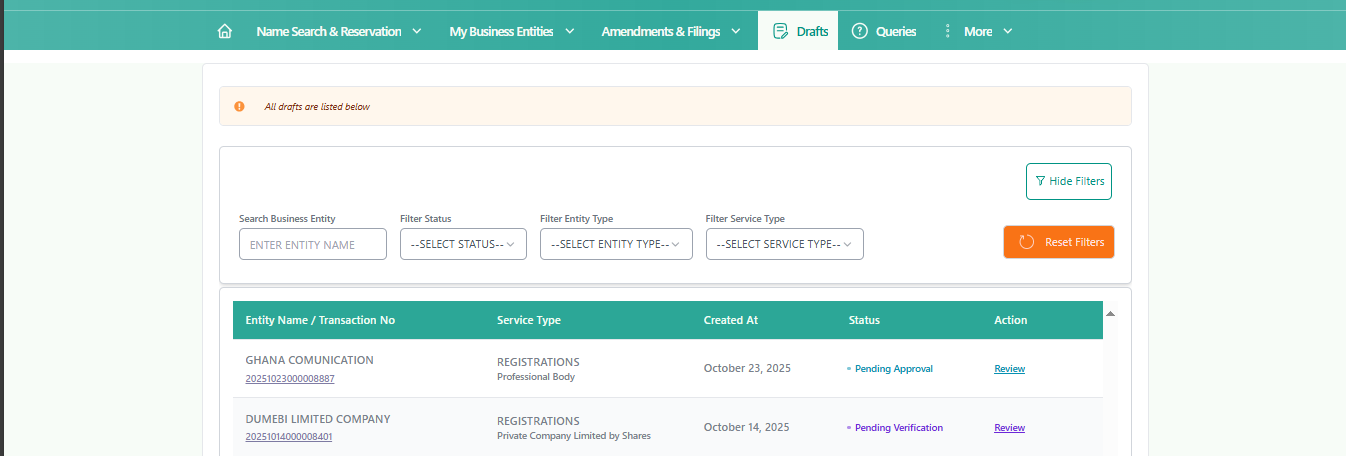 Name Search & Reservation My Business Entities Amendments & Filings Drafts Queries More
All drafts are listed below
Hide Filters
Search Business Entity Filter Status Filter Entity Type Filter Service Type
ENTER ENTITY NAME --SELECT STATUS-- --SELECT ENTITY TYPE-- --SELECT SERVICE TYPE-- Reset Filters
Entity Name / Transaction No Service Type Created At Status Action
GHANA COMUNICATION REGISTRATIONS October 23, 2025 Pending Approval Review
20251023000008887 Professional Body
DUMEBI LIMITED COMPANY REGISTRATIONS October 14, 2025 Pending Verification Review
20251014000008401 Private Company Limited by Shares